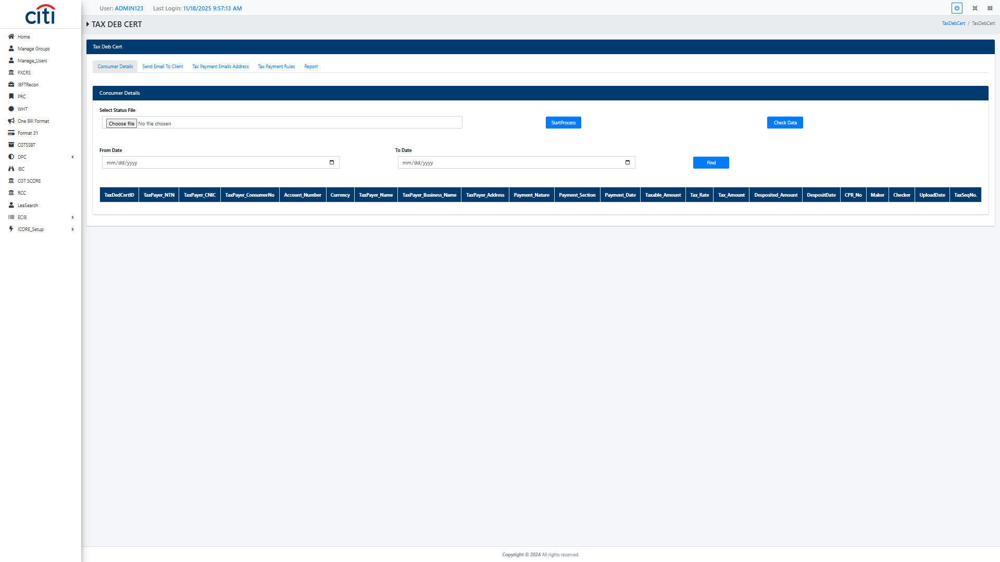 citi
User: ADMIN123 Last Login: 11/18/2025 9:57:13 AM
TAX DEB CERT
TaxDebCert / TaxDebCert
Home
Manage Groups
Manage_Users
FXCRS
IBFTRecon
PRC
WHT
One Bill Format
Format 31
CGTSSBT
DPC
IBC
CGT SCORE
RCC
LeaSearch
ECIB
ICORE_Setup
Tax Deb Cert
Consumer Details Send Email To Client Tax Payment Emails Address Tax Payment Rules Report
Consumer Details
Select Status File
Choose file No file chosen StartProcess Check Data
From Date To Date
mm/dd/yyyy mm/dd/yyyy Find
TaxDedCertID TaxPayer_NTN TaxPayer_CNIC TaxPayer_ConsumerNo Account_Number Currency TaxPayer_Name TaxPayer_Business_Name TaxPayer_Address Payment_Nature Payment_Section Payment_Date Taxable_Amount Tax_Rate Tax_Amount Desposited_Amount DespositDate CPR_No Maker Checker UploadDate TaxSeqNo.
Copyright © 2024 All rights reserved.